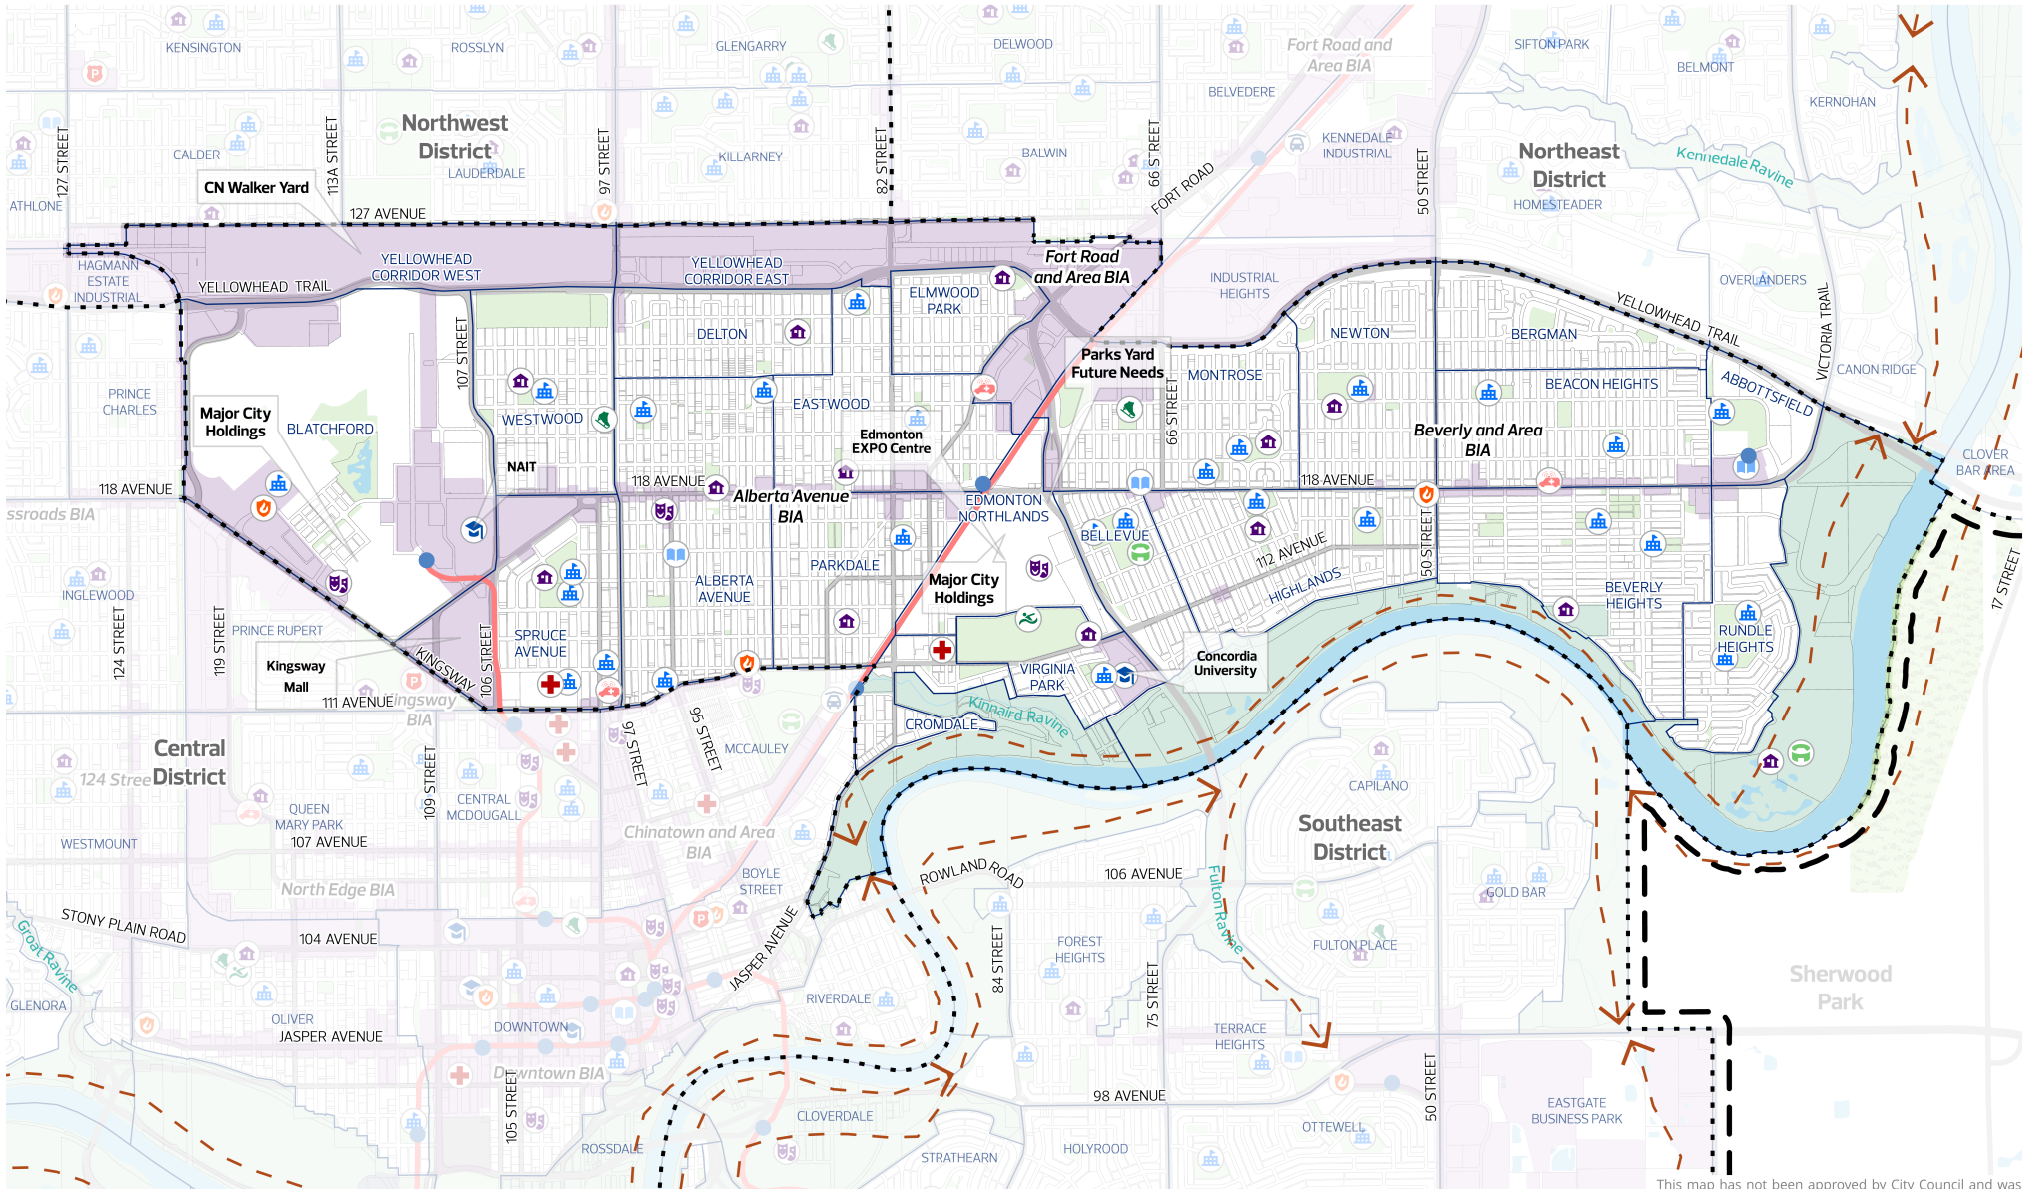 KENSINGTON
ROSSLYN
GLENGARRY
DELWOOD
Fort Road and
Area BIA
SIFTON PARK
BELMONT
KERNOHAN
BELVEDERE
127 STREET
113A STREET
97 STREET
82 STREET
66 STREET
50 STREET
Northwest
District
CALDER
LAUDERDALE
KILLARNEY
BALWIN
KENNEDALE
INDUSTRIAL
Northeast
District
Kennedale Ravine
HOMESTEADER
CN Walker Yard
ATHLONE
127 AVENUE
FORT ROAD
HAGMANN
ESTATE
INDUSTRIAL
YELLOWHEAD TRAIL
YELLOWHEAD
CORRIDOR WEST
YELLOWHEAD
CORRIDOR EAST
Fort Road
and Area BIA
INDUSTRIAL
HEIGHTS
OVERLANDERS
ELMWOOD
PARK
DELTON
NEWTON
BERGMAN
YELLOWHEAD TRAIL
VICTORIA TRAIL
107 STREET
Parks Yard
Future Needs
MONTROSE
BEACON HEIGHTS
ABBOTTSFIELD
CANON RIDGE
PRINCE
CHARLES
Major City
Holdings
BLATCHFORD
WESTWOOD
EASTWOOD
66 STREET
Edmonton
EXPO Centre
Beverly and Area
BIA
NAIT
CLOVER
BAR AREA
118 AVENUE
118 AVENUE
118 AVENUE
Alberta Avenue
BIA
EDMONTON
NORTHLANDS
ssroads BIA
BELLEVUE
112 AVENUE
50 STREET
PARKDALE
ALBERTA
AVENUE
Major City
Holdings
HIGHLANDS
BEVERLY
HEIGHTS
17 STREET
INGLEWOOD
124 STREET
119 STREET
PRINCE RUPERT
SPRUCE
AVENUE
RUNDLE
HEIGHTS
Kingsway
Mall
KINGSWAY
106 STREET
VIRGINIA
PARK
Concordia
University
111 AVENUE
Kingsway
BIA
Kinnaird Ravine
CROMDALE
97 STREET
95 STREET
MCCAULEY
Central
District
124 Stree
109 STREET
CENTRAL
MCDOUGALL
QUEEN
MARY PARK
CAPILANO
WESTMOUNT
107 AVENUE
Chinatown and Area
BIA
Southeast
District
BOYLE
STREET
ROWLAND ROAD
106 AVENUE
North Edge BIA
GOLD BAR
STONY PLAIN ROAD
104 AVENUE
Groat Ravine
JASPER AVENUE
84 STREET
FOREST
HEIGHTS
75 STREET
Fulton Ravine
FULTON PLACE
Sherwood
Park
GLENORA
OLIVER
JASPER AVENUE
DOWNTOWN
RIVERDALE
TERRACE
HEIGHTS
Downtown BIA
105 STREET
98 AVENUE
50 STREET
CLOVERDALE
EASTGATE
BUSINESS PARK
OTTEWELL
ROSSDALE
HOLYROOD
STRATHEARN
This map has not been approved by City Council and was